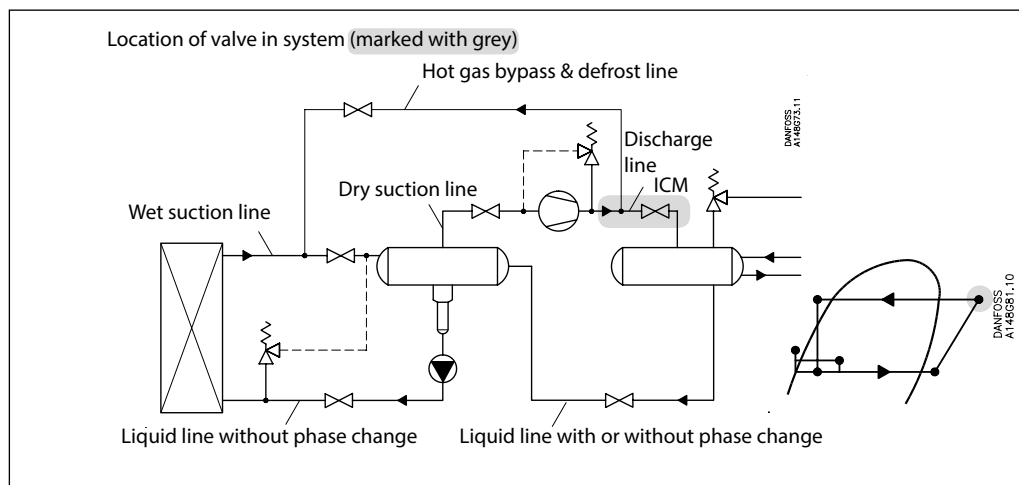 Location of valve in system (marked with grey)
Hot gas bypass & defrost line
DANFOSS
A148G73.11
Discharge
line
ICM
Dry suction line
Wet suction line
DANFOSS
A148G81.10
Liquid line without phase change
Liquid line with or without phase change